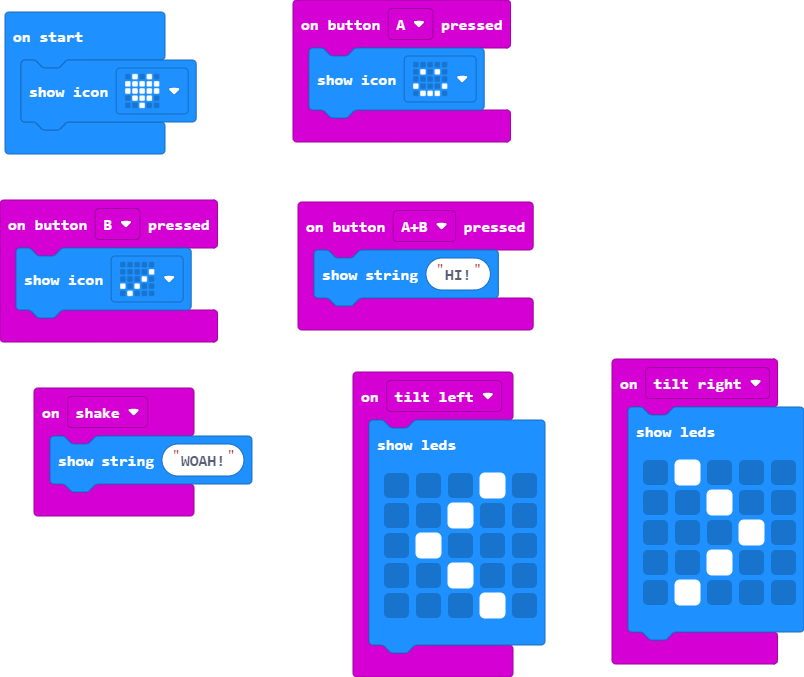 on start
show icon
on button A pressed
show icon
on button B pressed
show icon
on button A+B pressed
show string "HI!"
on shake
show string "WOAH!"
on tilt left
show leds
on tilt right
show leds